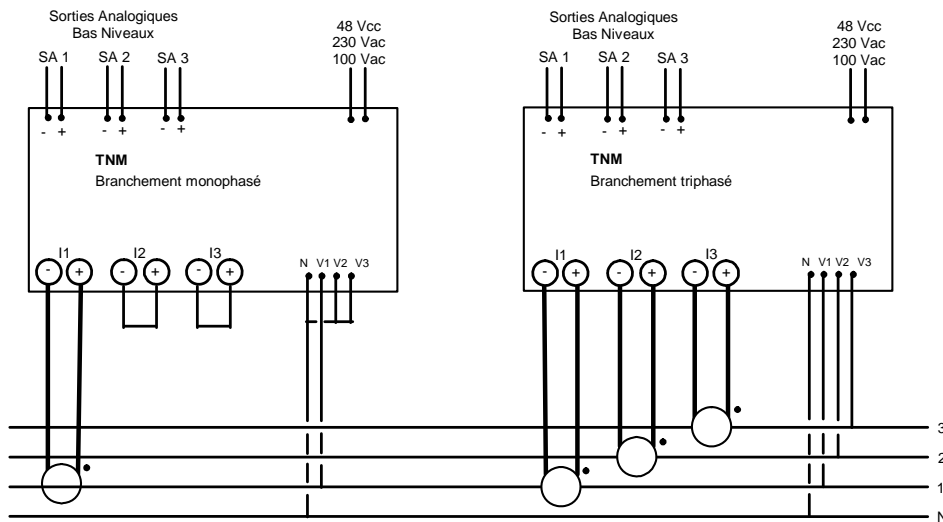 Sorties Analogiques
Bas Niveaux
SA 1 SA 2 SA 3
48 Vcc
230 Vac
100 Vac
- + - + - +
TNM
Branchement monophasé
I1 I2 I3
- + - + - +
N V1 V2 V3
Sorties Analogiques
Bas Niveaux
SA 1 SA 2 SA 3
48 Vcc
230 Vac
100 Vac
- + - + - +
TNM
Branchement triphasé
I1 I2 I3
- + - + - +
N V1 V2 V3
3
2
1
N